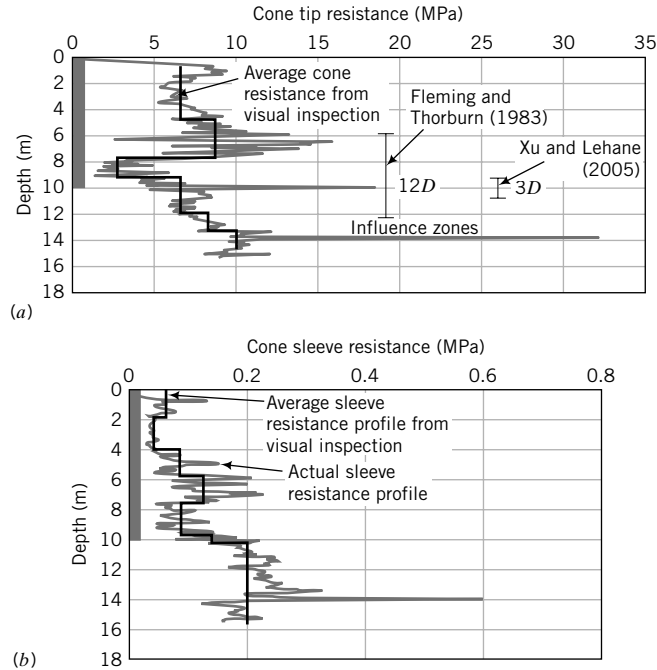 Cone tip resistance (MPa)
0 5 10 15 20 25 30 35
0
2
4
6
8
10
12
14
16
18
Depth (m)
Average cone
resistance from
visual inspection
Fleming and
Thorburn (1983)
Xu and Lehane
(2005)
12D
3D
Influence zones
(a)
Cone sleeve resistance (MPa)
0 0.2 0.4 0.6 0.8
0
2
4
6
8
10
12
14
16
18
Depth (m)
Average sleeve
resistance profile from
visual inspection
Actual sleeve
resistance profile
(b)